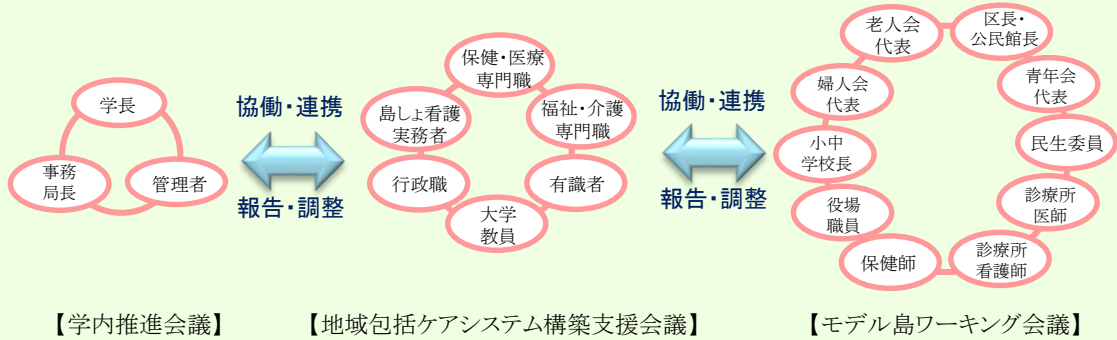 学長
事務
局長
管理者
【学内推進会議】
協働・連携
報告・調整
保健・医療
専門職
島しょ看護
実務者
福祉・介護
専門職
行政職
有識者
大学
教員
【地域包括ケアシステム構築支援会議】
協働・連携
報告・調整
老人会
代表
区長・
公民館長
婦人会
代表
青年会
代表
小中
学校長
民生委員
役場
職員
診療所
医師
保健師
診療所
看護師
【モデル島ワーキング会議】